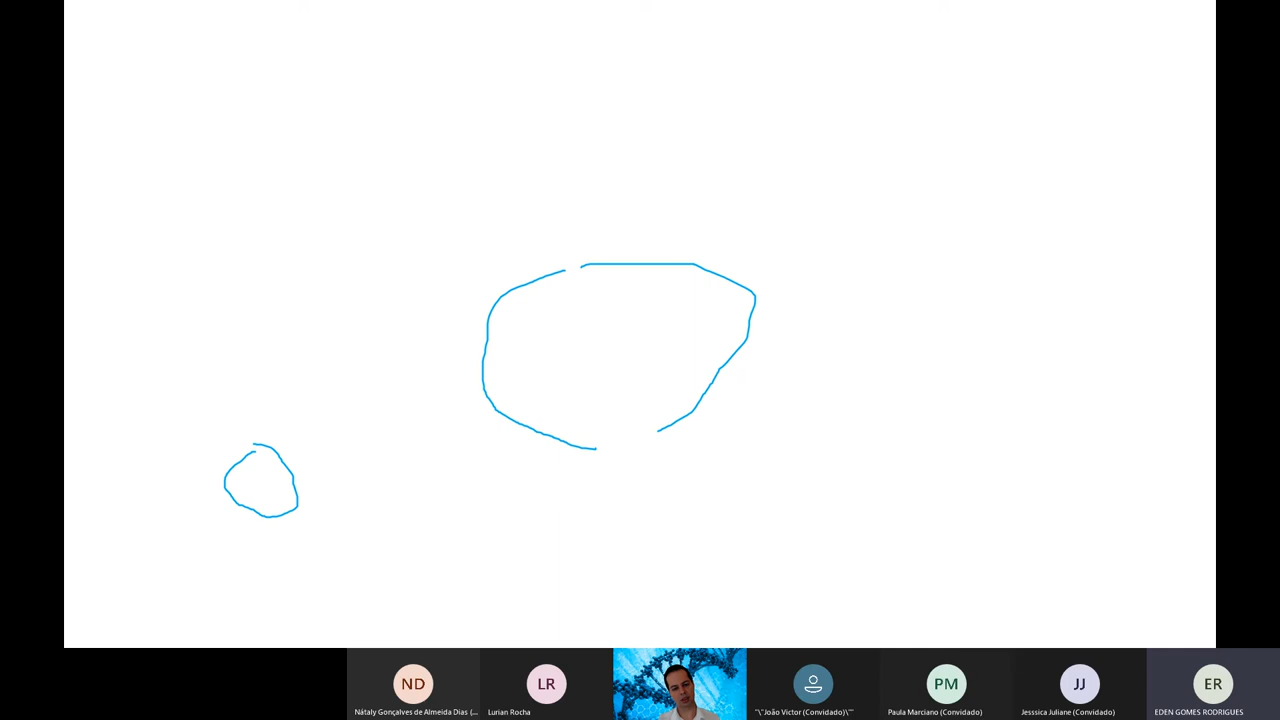 ND
LR
PM
JJ
ER
Nátaly Gonçalves de Almeida Dias (...
Lurian Rocha
"\"João Victor (Convidado)\""
Paula Marciano (Convidado)
Jesssica Juliane (Convidado)
EDEN GOMES RODRIGUES